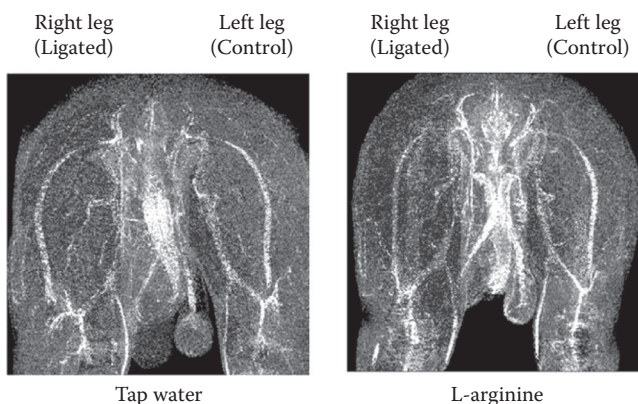 Right leg
(Ligated)
Left leg
(Control)
Right leg
(Ligated)
Left leg
(Control)
Tap water
L-arginine